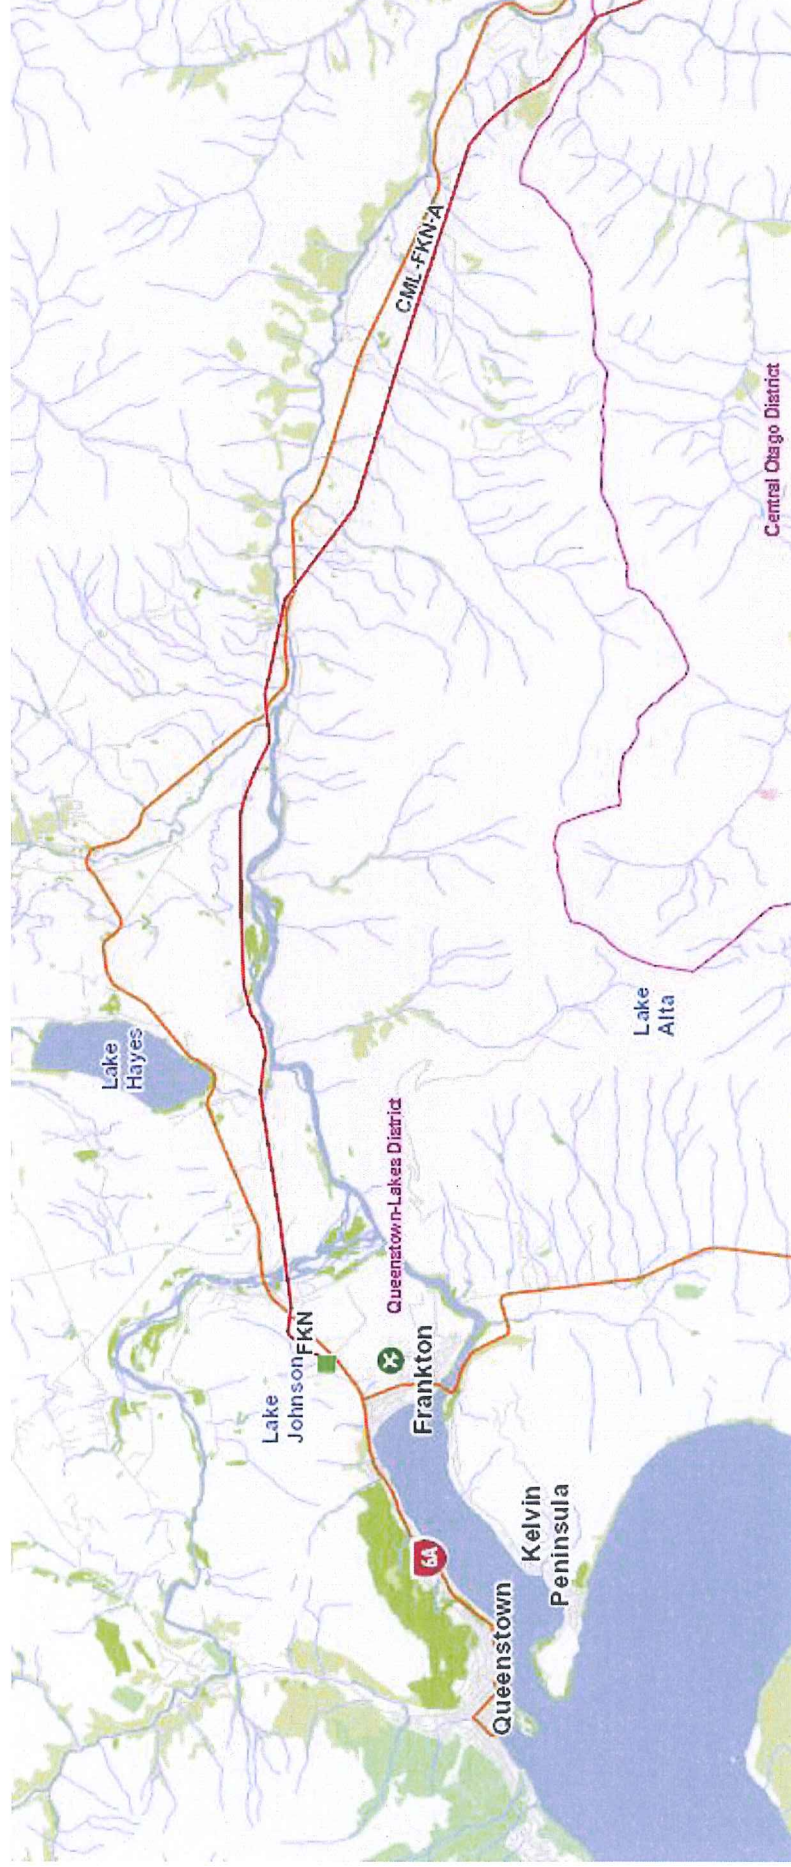 CML-FKN-A
Central Otago District
Lake
Hayes
Lake
Alta
Queenstown-Lakes District
FKN
Lake
Johnson
Frankton
6A
Kelvin
Peninsula
Queenstown